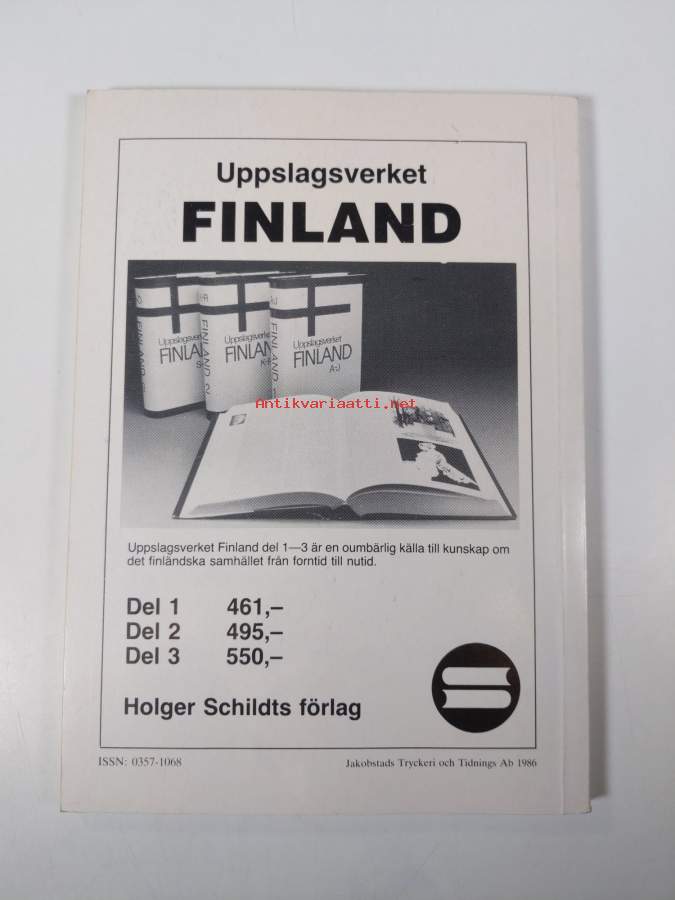 Uppslagsverket
FINLAND
Uppslagsverket
FINLAND
Uppslagsverket
FINLAND
Uppslagsverket
FINLAND
A-J
Antikvariaatti.net
Uppslagsverket Finland del 1—3 är en oumbärlig källa till kunskap om
det finländska samhället från forntid till nutid.
Del 1 461,–
Del 2 495,–
Del 3 550,–
Holger Schildts förlag
ISSN: 0357-1068
Jakobstads Tryckeri och Tidnings Ab 1986